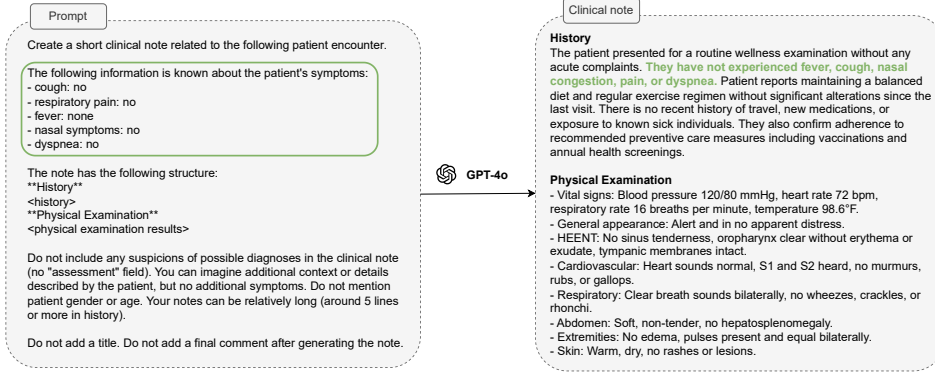 Prompt
Create a short clinical note related to the following patient encounter.
The following information is known about the patient's symptoms:
- cough: no
- respiratory pain: no
- fever: none
- nasal symptoms: no
- dyspnea: no
The note has the following structure:
**History**
<history>
**Physical Examination**
<physical examination results>
Do not include any suspicions of possible diagnoses in the clinical note
(no "assessment" field). You can imagine additional context or details
described by the patient, but no additional symptoms. Do not mention
patient gender or age. Your notes can be relatively long (around 5 lines
or more in history).
Do not add a title. Do not add a final comment after generating the note.
GPT-4o
Clinical note
History
The patient presented for a routine wellness examination without any
acute complaints. They have not experienced fever, cough, nasal
congestion, pain, or dyspnea. Patient reports maintaining a balanced
diet and regular exercise regimen without significant alterations since the
last visit. There is no recent history of travel, new medications, or
exposure to known sick individuals. They also confirm adherence to
recommended preventive care measures including vaccinations and
annual health screenings.
Physical Examination
- Vital signs: Blood pressure 120/80 mmHg, heart rate 72 bpm,
respiratory rate 16 breaths per minute, temperature 98.6°F.
- General appearance: Alert and in no apparent distress.
- HEENT: No sinus tenderness, oropharynx clear without erythema or
exudate, tympanic membranes intact.
- Cardiovascular: Heart sounds normal, S1 and S2 heard, no murmurs,
rubs, or gallops.
- Respiratory: Clear breath sounds bilaterally, no wheezes, crackles, or
rhonchi.
- Abdomen: Soft, non-tender, no hepatosplenomegaly.
- Extremities: No edema, pulses present and equal bilaterally.
- Skin: Warm, dry, no rashes or lesions.